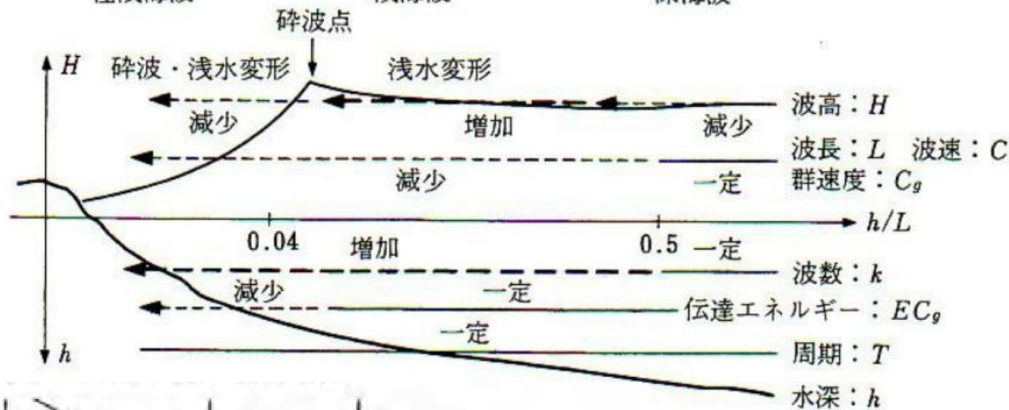 砕波点
H 砕波・浅水変形 浅水変形
波高：H
減少 増加 減少
波長：L 波速：C
減少 一定 群速度：Cg
h/L
0.04 増加 0.5 一定
波数：k
減少 一定
伝達エネルギー：ECg
一定
h 周期：T
水深：h